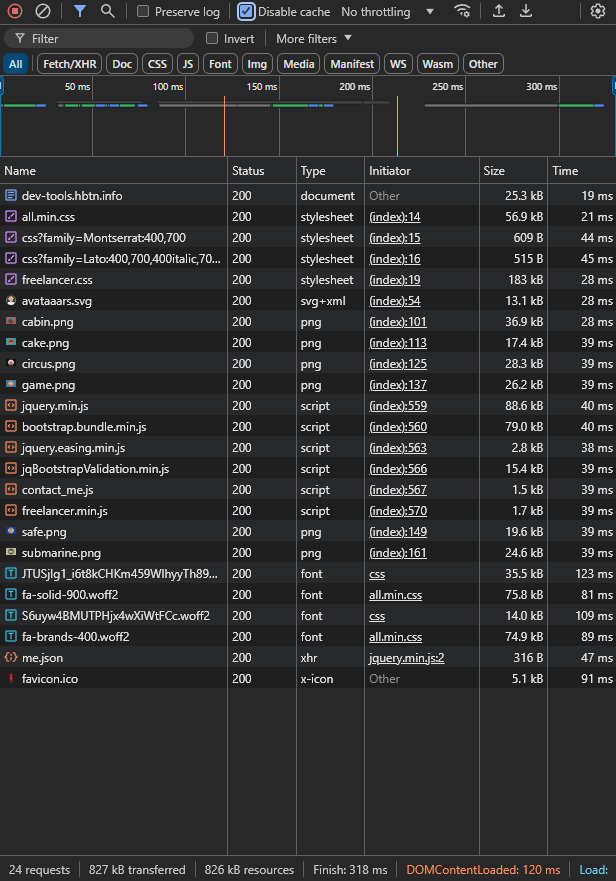 Preserve log Disable cache No throttling
Filter Invert More filters
All Fetch/XHR Doc CSS JS Font Img Media Manifest WS Wasm Other
50 ms 100 ms 150 ms 200 ms 250 ms 300 ms
Name Status Type Initiator Size Time
dev-tools.hbtn.info 200 document Other 25.3 kB 19 ms
all.min.css 200 stylesheet (index):14 56.9 kB 21 ms
css?family=Montserrat:400,700 200 stylesheet (index):15 609 B 44 ms
css?family=Lato:400,700,400italic,70... 200 stylesheet (index):16 515 B 45 ms
freelancer.css 200 stylesheet (index):19 183 kB 28 ms
avataaars.svg 200 svg+xml (index):54 13.1 kB 28 ms
cabin.png 200 png (index):101 36.9 kB 28 ms
cake.png 200 png (index):113 17.4 kB 39 ms
circus.png 200 png (index):125 28.3 kB 39 ms
game.png 200 png (index):137 26.2 kB 39 ms
jquery.min.js 200 script (index):559 88.6 kB 40 ms
bootstrap.bundle.min.js 200 script (index):560 79.0 kB 40 ms
jquery.easing.min.js 200 script (index):563 2.8 kB 38 ms
jqBootstrapValidation.min.js 200 script (index):566 15.4 kB 39 ms
contact_me.js 200 script (index):567 1.5 kB 39 ms
freelancer.min.js 200 script (index):570 1.7 kB 39 ms
safe.png 200 png (index):149 19.6 kB 39 ms
submarine.png 200 png (index):161 24.6 kB 39 ms
JTUSjIg1_i6t8kCHKm459WlhyyTh89... 200 font css 35.5 kB 123 ms
fa-solid-900.woff2 200 font all.min.css 75.8 kB 81 ms
S6uyw4BMUTPHjx4wXiWtFCc.woff2 200 font css 14.0 kB 109 ms
fa-brands-400.woff2 200 font all.min.css 74.9 kB 89 ms
me.json 200 xhr jquery.min.js:2 316 B 47 ms
favicon.ico 200 x-icon Other 5.1 kB 91 ms
24 requests 827 kB transferred 826 kB resources Finish: 318 ms DOMContentLoaded: 120 ms Load: